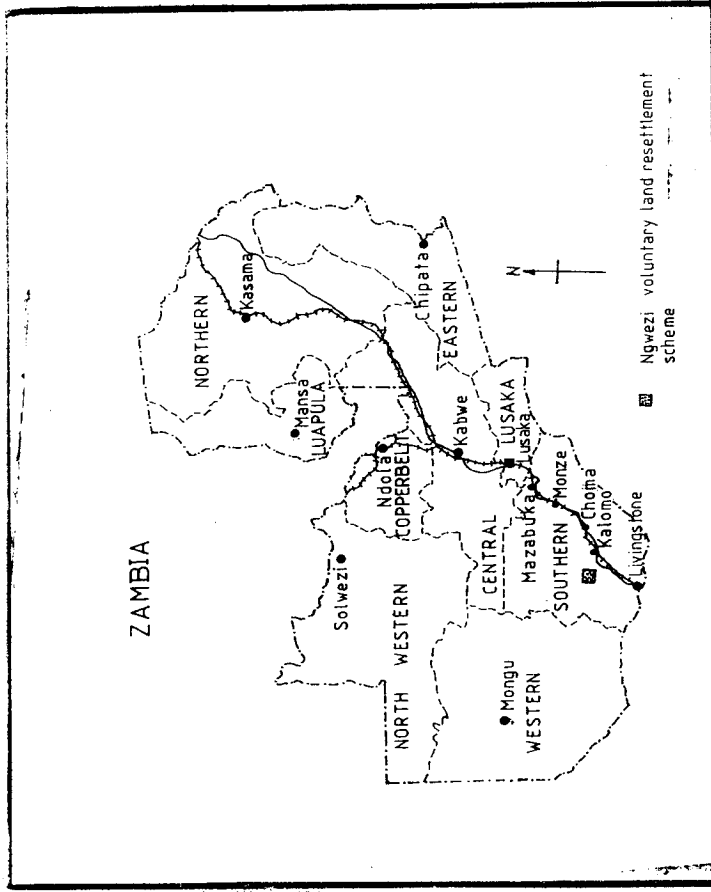 ZAMBIA
NORTHERN
Kasama
Mansa
LUAPULA
Solwezi
Ndola
COPPERBELT
Chipata
EASTERN
NORTH WESTERN
Kabwe
CENTRAL
LUSAKA
Lusaka
Mongu
WESTERN
Mazabuka
Monze
SOUTHERN
Choma
Kalomo
Livingstone
N
Ngwezi voluntary land resettlement
scheme